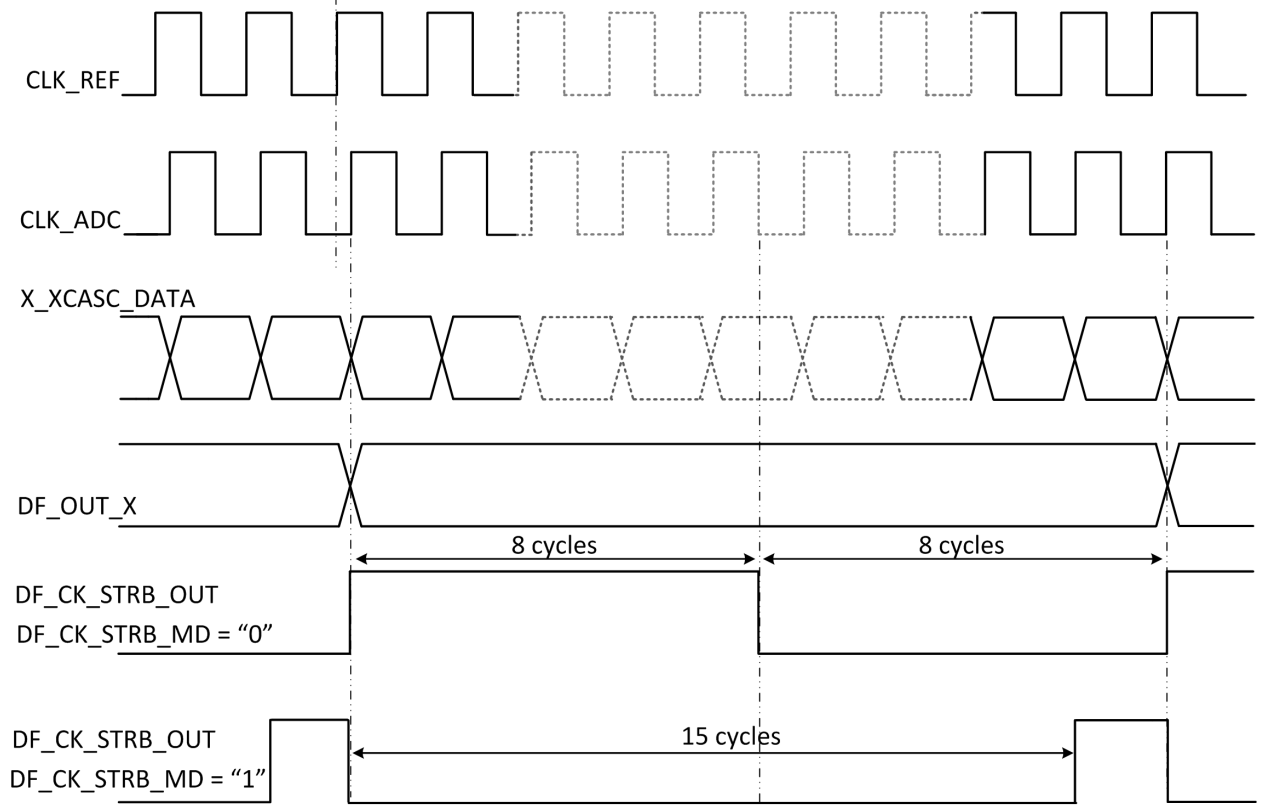 CLK_REF
CLK_ADC
X_XCASC_DATA
DF_OUT_X
8 cycles
8 cycles
DF_CK_STRB_OUT
DF_CK_STRB_MD = “0”
15 cycles
DF_CK_STRB_OUT
DF_CK_STRB_MD = “1”